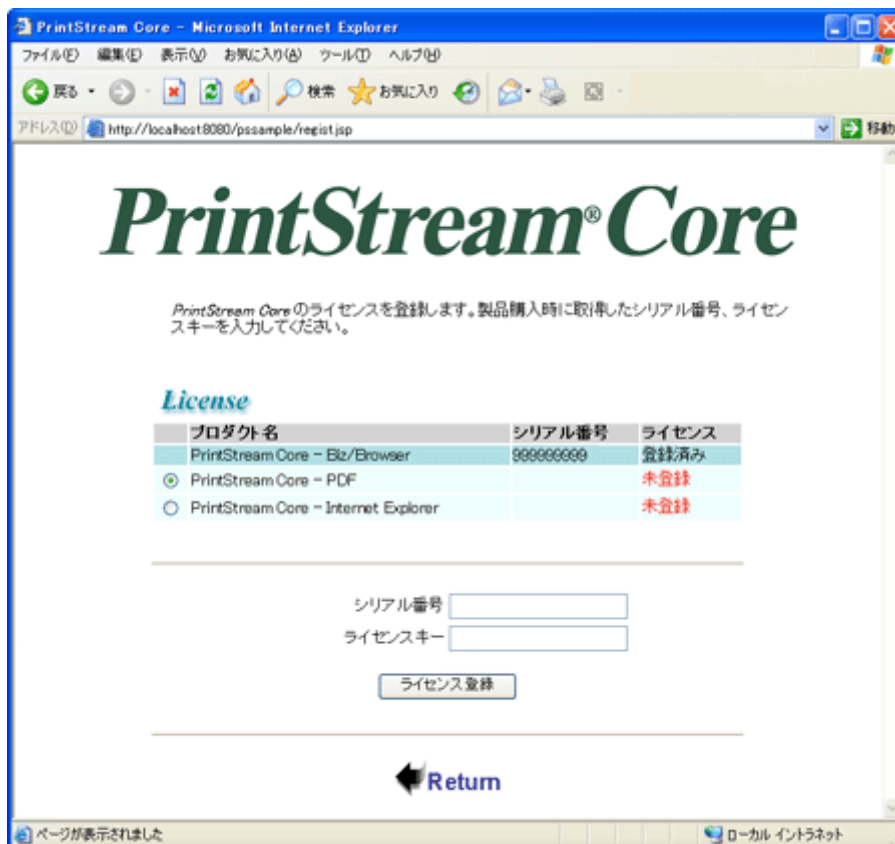 PrintStream Core - Microsoft Internet Explorer
ファイル(F) 編集(E) 表示(V) お気に入り(A) ツール(T) ヘルプ(H)
戻る 検索 お気に入り
アドレス(D) http://localhost:8080/pssample/regist.jsp 移動
PrintStream® Core
PrintStream Core のライセンスを登録します。製品購入時に取得したシリアル番号、ライセン
スキーを入力してください。
License
プロダクト名 シリアル番号 ライセンス
PrintStream Core - Biz/Browser 999999999 登録済み
PrintStream Core - PDF 未登録
PrintStream Core - Internet Explorer 未登録
シリアル番号
ライセンスキー
ライセンス登録
Return
ページが表示されました ローカル イントラネット